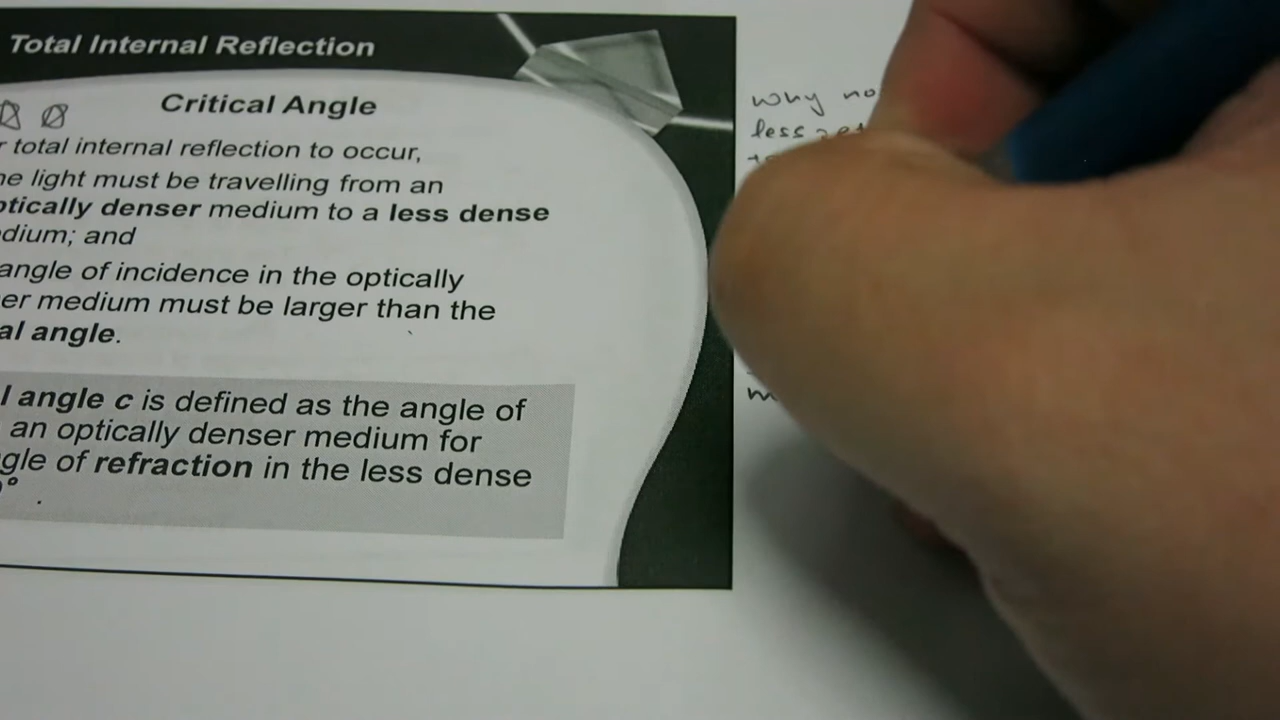 Total Internal Reflection
Critical Angle
total internal reflection to occur,
light must be travelling from an
optically denser medium to a less dense
medium; and
angle of incidence in the optically
er medium must be larger than the
al angle.
l angle c is defined as the angle of
an optically denser medium for
gle of refraction in the less dense
why no
less